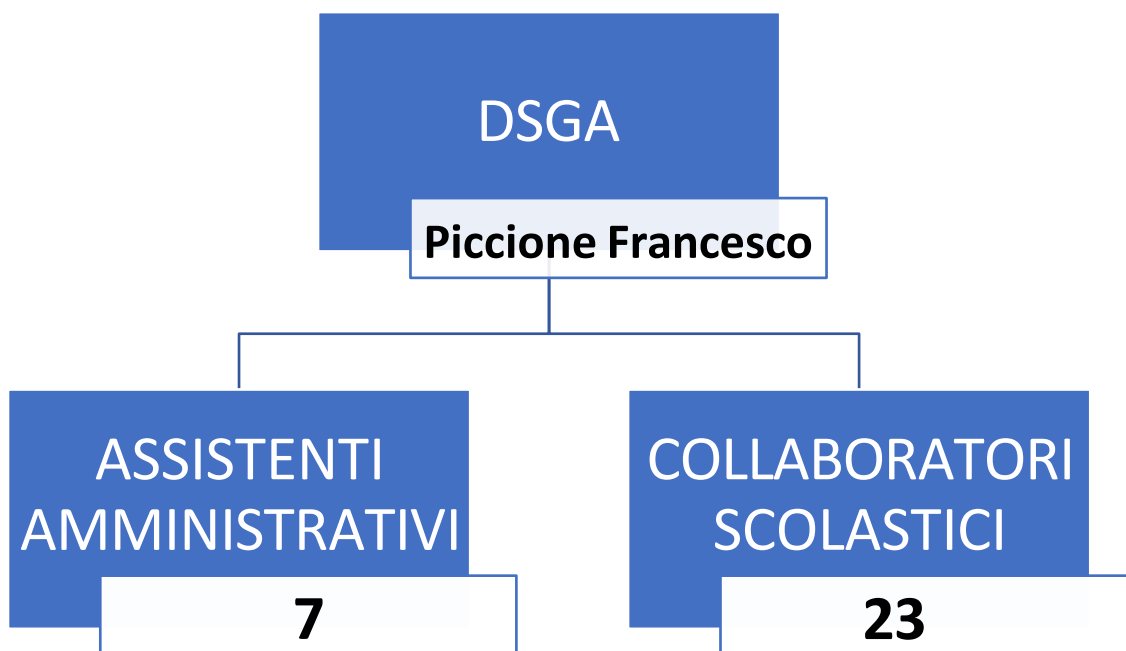 DSGA
Piccione Francesco
ASSISTENTI
AMMINISTRATIVI
7
COLLABORATORI
SCOLASTICI
23